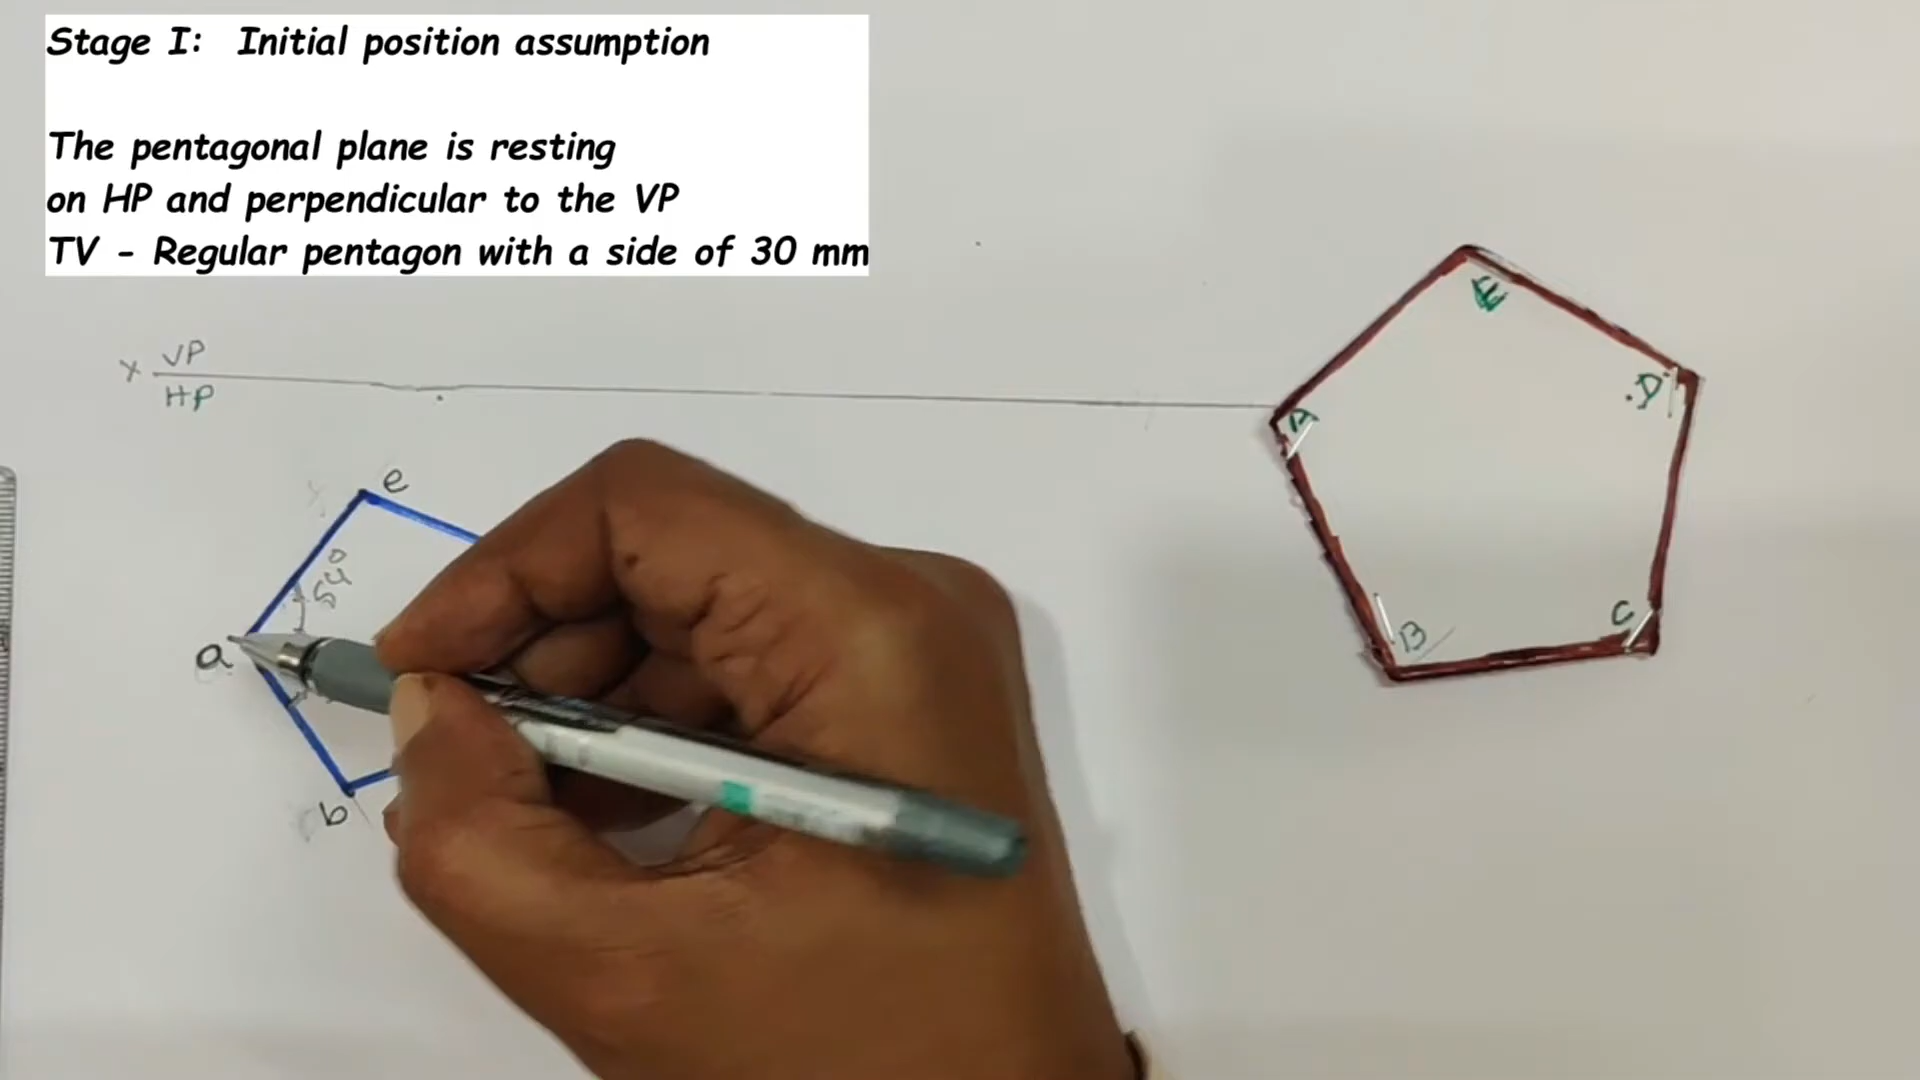 Stage I: Initial position assumption
The pentagonal plane is resting
on HP and perpendicular to the VP
TV - Regular pentagon with a side of 30 mm
E
X VP
HP
D
A
e
54°
C
B
a
b